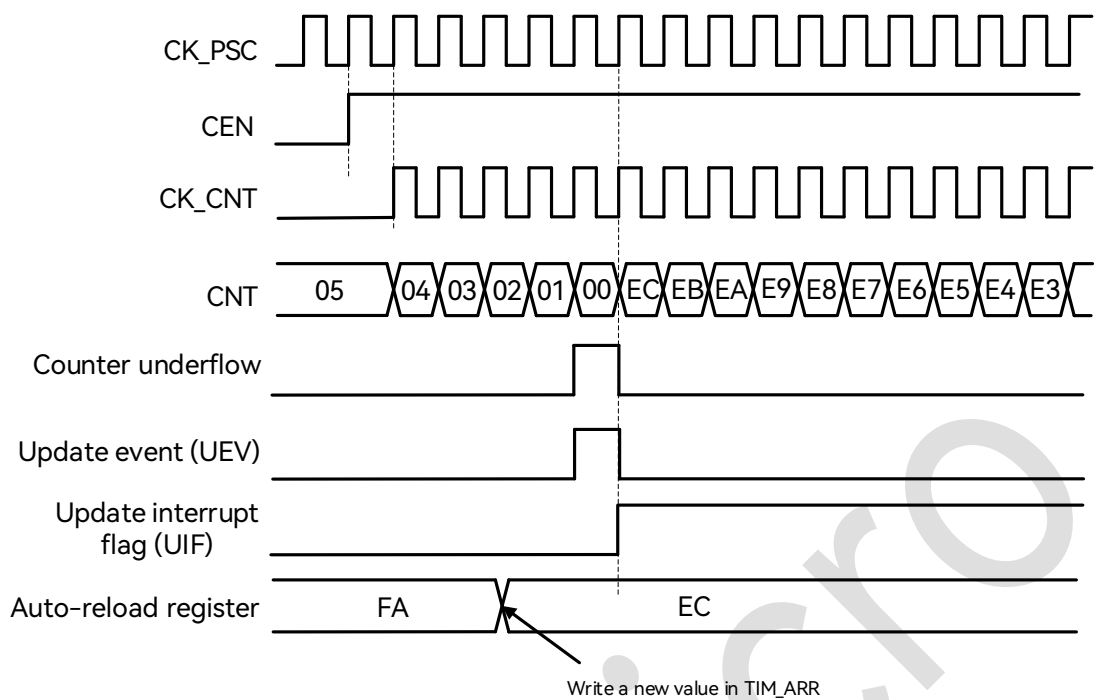 CK_PSC
CEN
CK_CNT
CNT
05 04 03 02 01 00 EC EB EA E9 E8 E7 E6 E5 E4 E3
Counter underflow
Update event (UEV)
Update interrupt
flag (UIF)
Auto-reload register
FA
EC
Write a new value in TIM_ARR